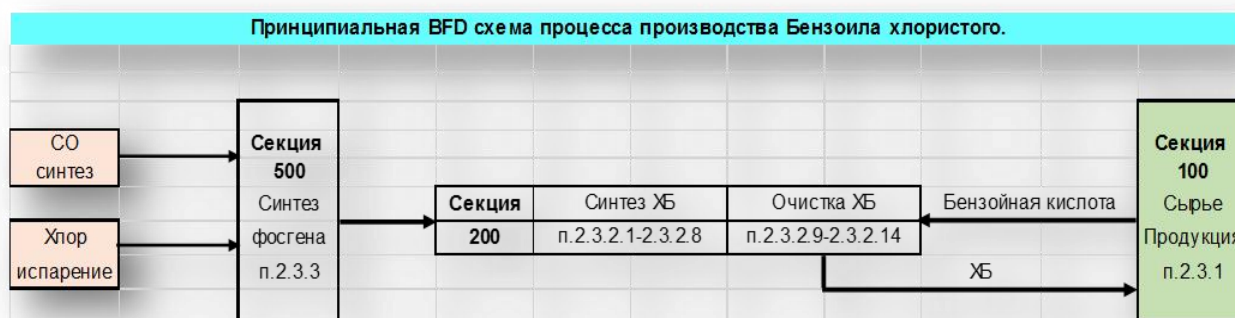 Принципиальная BFD схема процесса производства Бензоила хлористого.
СО
синтез
Хлор
испарение
Секция
500
Синтез
фосгена
п.2.3.3
Секция
200
Синтез ХБ
п.2.3.2.1-2.3.2.8
Очистка ХБ
п.2.3.2.9-2.3.2.14
Бензойная кислота
ХБ
Секция
100
Сырье
Продукция
п.2.3.1